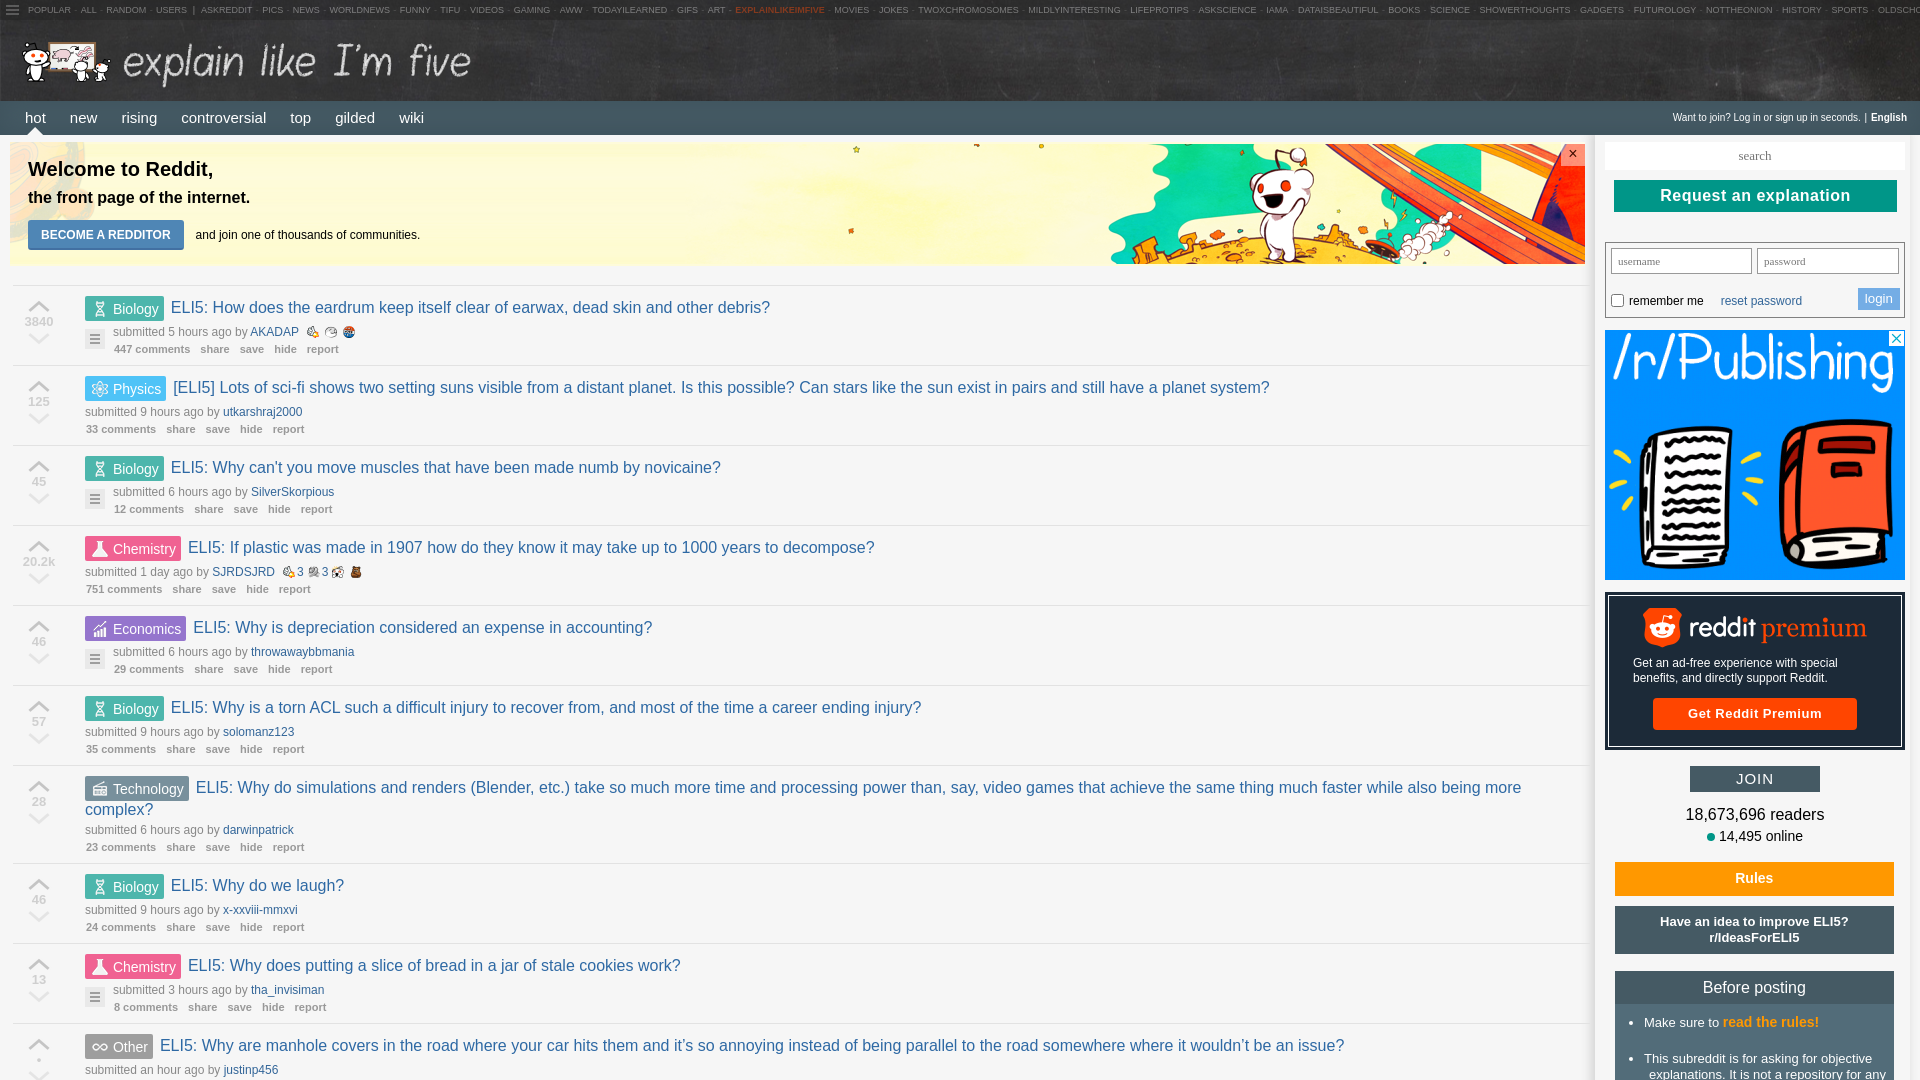 POPULAR - ALL - RANDOM - USERS | ASKREDDIT - PICS - NEWS - WORLDNEWS - FUNNY - TIFU - VIDEOS - GAMING - AWW - TODAYILEARNED - GIFS - ART - EXPLAINLIKEIMFIVE - MOVIES - JOKES - TWOXCHROMOSOMES - MILDLYINTERESTING - LIFEPROTIPS - ASKSCIENCE - IAMA - DATAISBEAUTIFUL - BOOKS - SCIENCE - SHOWERTHOUGHTS - GADGETS - FUTUROLOGY - NOTTHEONION - HISTORY - SPORTS - OLDSCHO
explain like I'm five
hot new rising controversial top gilded wiki
Want to join? Log in or sign up in seconds. | English
Welcome to Reddit,
the front page of the internet.
BECOME A REDDITOR and join one of thousands of communities.
×
3840
Biology ELI5: How does the eardrum keep itself clear of earwax, dead skin and other debris?
submitted 5 hours ago by AKADAP
447 comments share save hide report
125
Physics [ELI5] Lots of sci-fi shows two setting suns visible from a distant planet. Is this possible? Can stars like the sun exist in pairs and still have a planet system?
submitted 9 hours ago by utkarshraj2000
33 comments share save hide report
45
Biology ELI5: Why can't you move muscles that have been made numb by novicaine?
submitted 6 hours ago by SilverSkorpious
12 comments share save hide report
20.2k
Chemistry ELI5: If plastic was made in 1907 how do they know it may take up to 1000 years to decompose?
submitted 1 day ago by SJRDSJRD 3 3
751 comments share save hide report
46
Economics ELI5: Why is depreciation considered an expense in accounting?
submitted 6 hours ago by throwawaybbmania
29 comments share save hide report
57
Biology ELI5: Why is a torn ACL such a difficult injury to recover from, and most of the time a career ending injury?
submitted 9 hours ago by solomanz123
35 comments share save hide report
28
Technology ELI5: Why do simulations and renders (Blender, etc.) take so much more time and processing power than, say, video games that achieve the same thing much faster while also being more
complex?
submitted 6 hours ago by darwinpatrick
23 comments share save hide report
46
Biology ELI5: Why do we laugh?
submitted 9 hours ago by x-xxviii-mmxvi
24 comments share save hide report
13
Chemistry ELI5: Why does putting a slice of bread in a jar of stale cookies work?
submitted 3 hours ago by tha_invisiman
8 comments share save hide report
•
Other ELI5: Why are manhole covers in the road where your car hits them and it’s so annoying instead of being parallel to the road somewhere where it wouldn’t be an issue?
submitted an hour ago by justinp456
search
Request an explanation
username password
remember me reset password login
/r/Publishing
reddit premium
Get an ad-free experience with special
benefits, and directly support Reddit.
Get Reddit Premium
JOIN
18,673,696 readers
14,495 online
Rules
Have an idea to improve ELI5?
r/IdeasForELI5
Before posting
• Make sure to read the rules!
• This subreddit is for asking for objective
explanations. It is not a repository for any